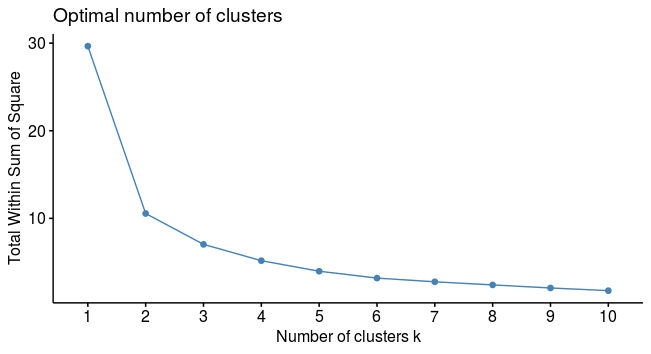 Optimal number of clusters
Total Within Sum of Square
30
20
10
1 2 3 4 5 6 7 8 9 10
Number of clusters k